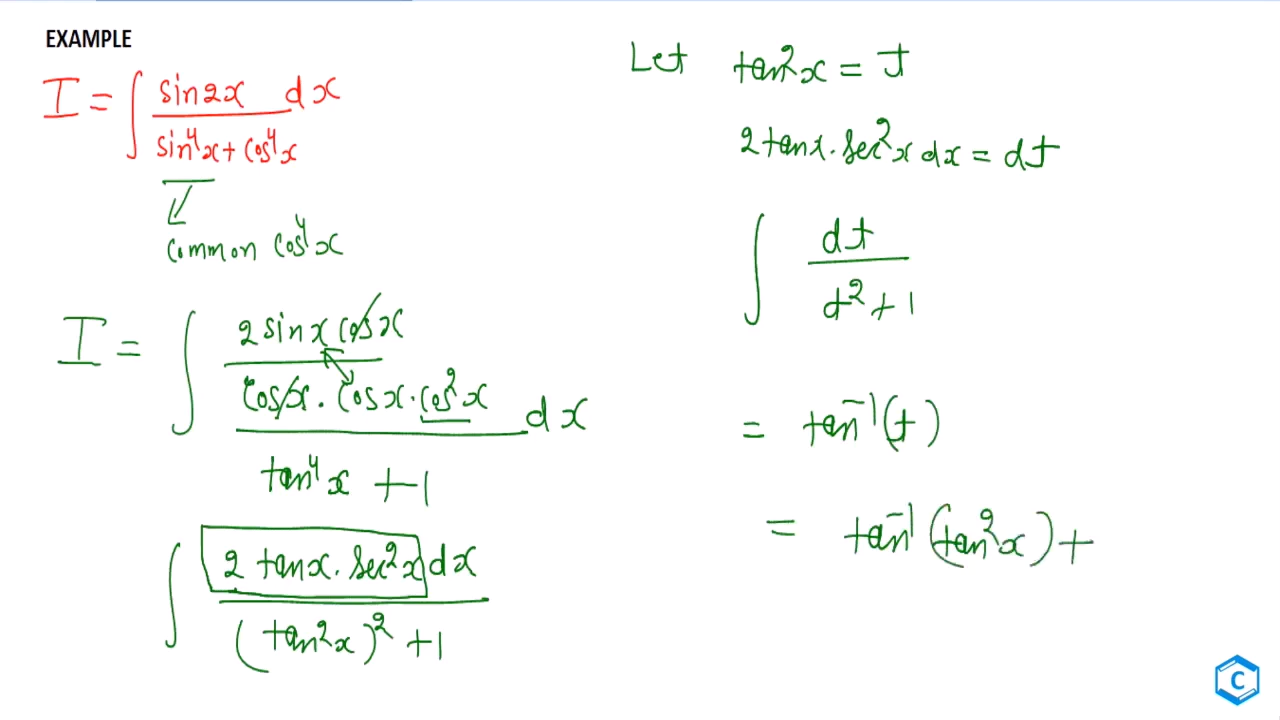 EXAMPLE
I = ∫ sin2x dx / sin⁴x + cos⁴x
common cos⁴x
I = ∫ 2 sinx cosx / cosx . cosx . cos²x dx
tan⁴x + 1
∫ 2 tanx . sec²x dx / (tan²x)² + 1
Let tan²x = t
2 tanx . sec²x dx = dt
∫ dt / t² + 1
= tan⁻¹(t)
= tan⁻¹(tan²x) +
C